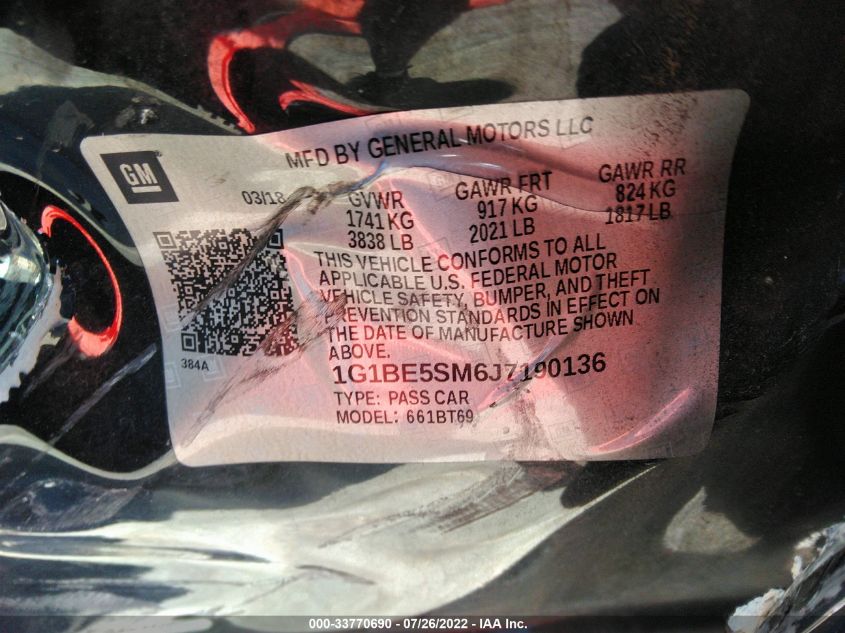 MFD BY GENERAL MOTORS LLC
GM
03/18
GVWR
1741 KG
3838 LB
GAWR FRT
917 KG
2021 LB
GAWR RR
824 KG
1817 LB
THIS VEHICLE CONFORMS TO ALL
APPLICABLE U.S. FEDERAL MOTOR
VEHICLE SAFETY, BUMPER, AND THEFT
PREVENTION STANDARDS IN EFFECT ON
THE DATE OF MANUFACTURE SHOWN
ABOVE.
384A
1G1BE5SM6J7190136
TYPE: PASS CAR
MODEL: 661BT69
000-33770690 - 07/26/2022 - IAA Inc.